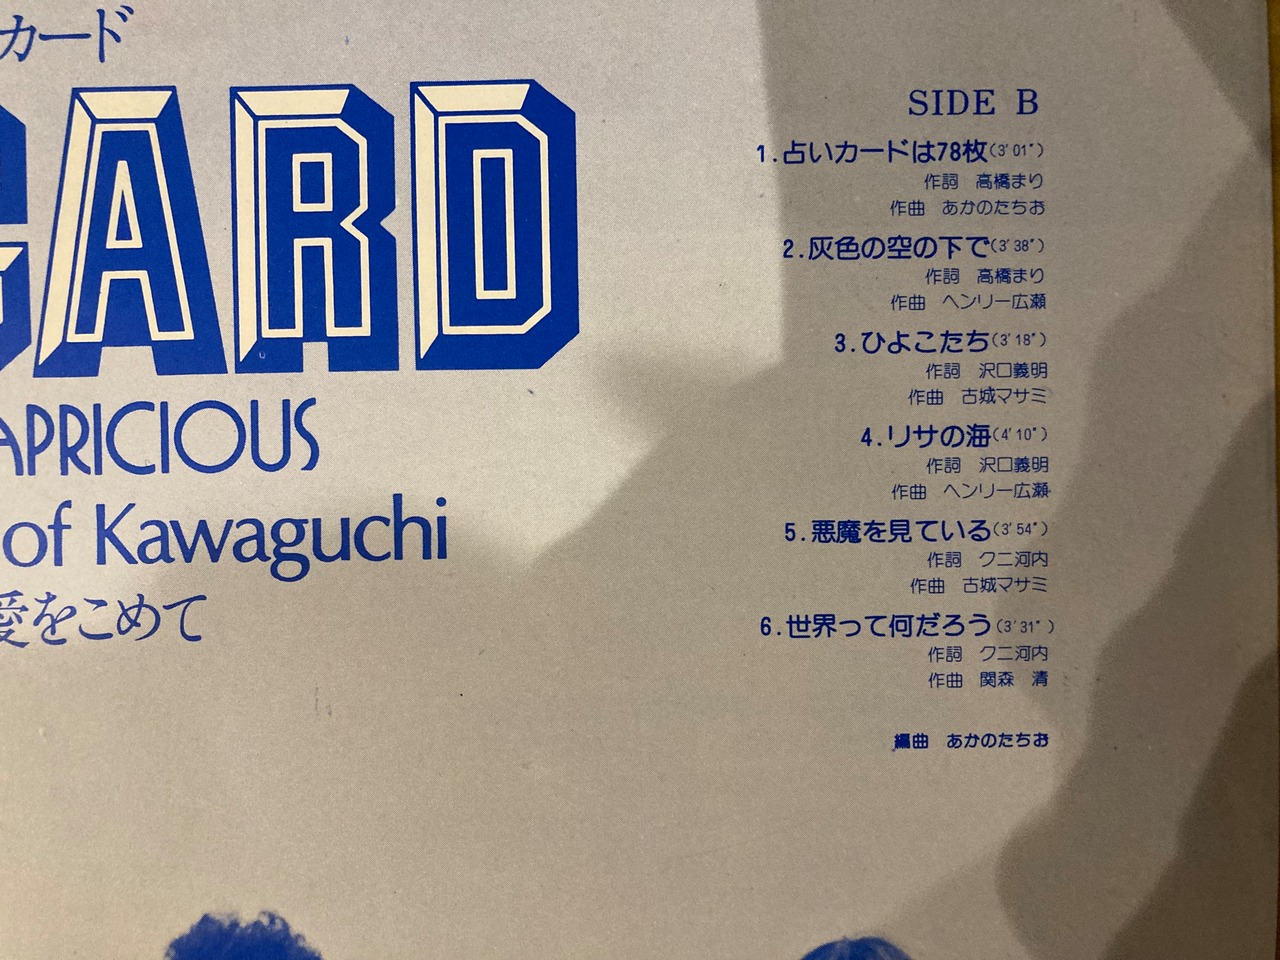 カード
CARD
APRICIOUS
of Kawaguchi
愛をこめて
SIDE B
1.占いカードは78枚(3'01")
作詞 高橋まり
作曲 あかのたちお
2.灰色の空の下で(3'38")
作詞 高橋まり
作曲 ヘンリー広瀬
3.ひよこたち(3'18")
作詞 沢口義明
作曲 古城マサミ
4.リサの海(4'10")
作詞 沢口義明
作曲 ヘンリー広瀬
5.悪魔を見ている(3'54")
作詞 クニ河内
作曲 古城マサミ
6.世界って何だろう(3'31")
作詞 クニ河内
作曲 関森 清
編曲 あかのたちお